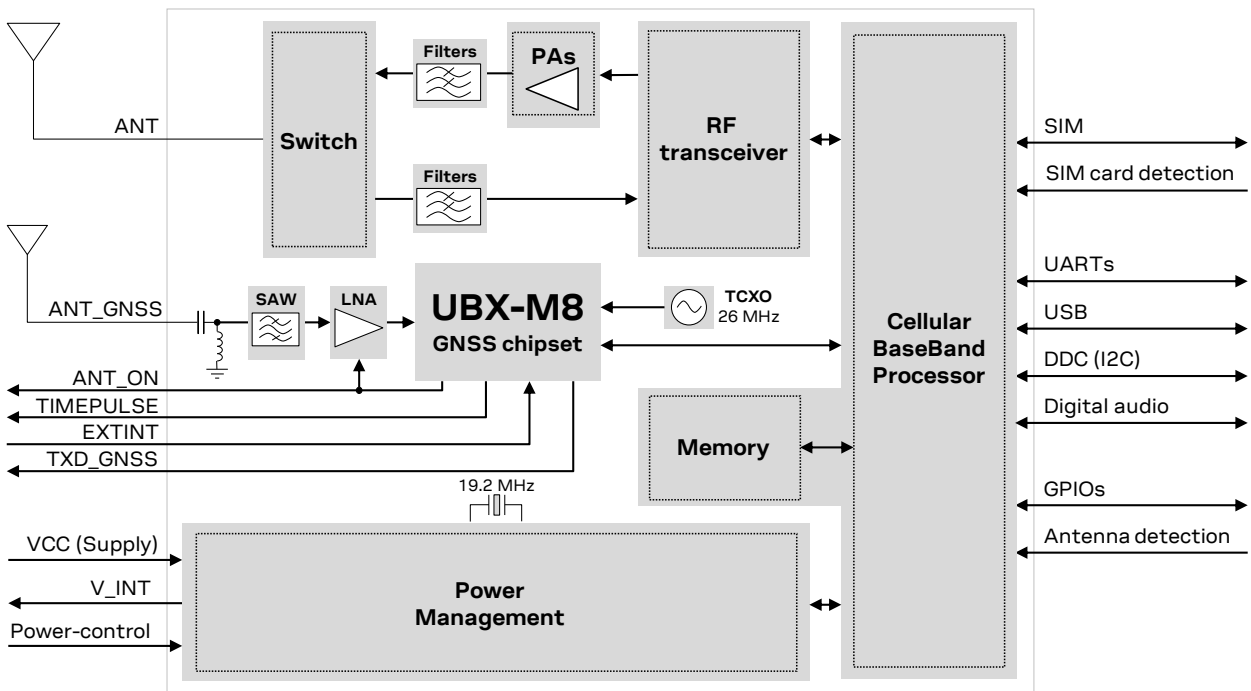 Filters
PAs
ANT
Switch
RF
transceiver
SIM
SIM card detection
Filters
ANT_GNSS
SAW
LNA
UBX-M8
GNSS chipset
TCXO
26 MHz
UARTs
USB
Cellular
BaseBand
Processor
DDC (I2C)
Digital audio
ANT_ON
TIMEPULSE
EXTINT
TXD_GNSS
Memory
19.2 MHz
GPIOs
Antenna detection
VCC (Supply)
V_INT
Power-control
Power
Management